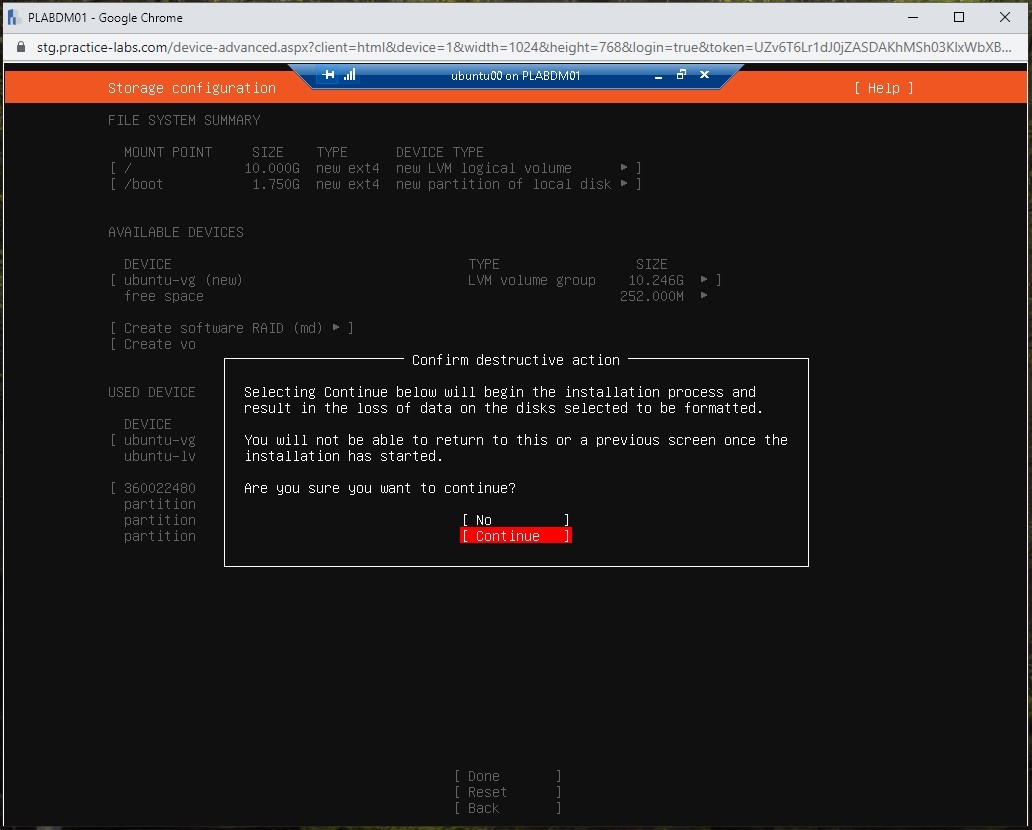 PLABDM01 - Google Chrome
stg.practice-labs.com/device-advanced.aspx?client=html&device=1&width=1024&height=768&login=true&token=UZv6T6Lr1dJ0jZASDAKhMSh03KlxWbXB...
ubuntu00 on PLABDM01
Storage configuration [ Help ]
FILE SYSTEM SUMMARY
MOUNT POINT SIZE TYPE DEVICE TYPE
[ / 10.000G new ext4 new LVM logical volume ▸ ]
[ /boot 1.750G new ext4 new partition of local disk ▸ ]
AVAILABLE DEVICES
DEVICE TYPE SIZE
[ ubuntu-vg (new) LVM volume group 10.246G ▸ ]
free space 252.000M ▸
[ Create software RAID (md) ▸ ]
[ Create vo
Confirm destructive action
Selecting Continue below will begin the installation process and
result in the loss of data on the disks selected to be formatted.
You will not be able to return to this or a previous screen once the
installation has started.
Are you sure you want to continue?
[ No ]
[ Continue ]
USED DEVICE
DEVICE
[ ubuntu-vg
ubuntu-lv
[ 360022480
partition
partition
partition
[ Done ]
[ Reset ]
[ Back ]